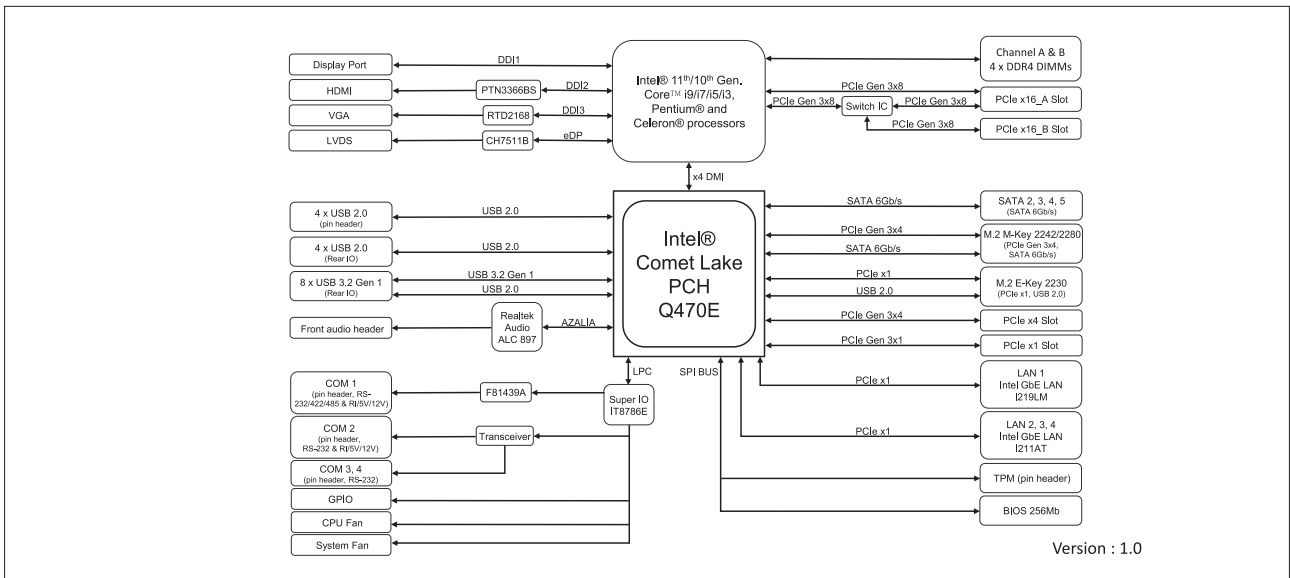 Display Port
DDI1
HDMI
PTN3366BS
DDI2
VGA
RTD2168
DDI3
LVDS
CH7511B
eDP
Intel® 11th/10th Gen.
Core™ i9/i7/i5/i3,
Pentium® and
Celeron® processors
Channel A & B
4 x DDR4 DIMMs
PCIe Gen 3x8
PCIe x16_A Slot
PCIe Gen 3x8
Switch IC
PCIe Gen 3x8
PCIe Gen 3x8
PCIe x16_B Slot
x4 DMI
4 x USB 2.0
(pin header)
USB 2.0
4 x USB 2.0
(Rear IO)
USB 2.0
8 x USB 3.2 Gen 1
(Rear IO)
USB 3.2 Gen 1
USB 2.0
Front audio header
Realtek
Audio
ALC 897
AZALIA
Intel®
Comet Lake
PCH
Q470E
SATA 6Gb/s
SATA 2, 3, 4, 5
(SATA 6Gb/s)
PCIe Gen 3x4
SATA 6Gb/s
M.2 M-Key 2242/2280
(PCIe Gen 3x4,
SATA 6Gb/s)
PCIe x1
USB 2.0
M.2 E-Key 2230
(PCIe x1, USB 2.0)
PCIe Gen 3x4
PCIe x4 Slot
PCIe Gen 3x1
PCIe x1 Slot
LPC
SPI BUS
COM 1
(pin header, RS-
232/422/485 & RI/5V/12V)
F81439A
Super IO
IT8786E
COM 2
(pin header,
RS-232 & RI/5V/12V)
Transceiver
COM 3, 4
(pin header, RS-232)
GPIO
CPU Fan
System Fan
PCIe x1
LAN 1
Intel GbE LAN
I219LM
PCIe x1
LAN 2, 3, 4
Intel GbE LAN
I211AT
TPM (pin header)
BIOS 256Mb
Version : 1.0